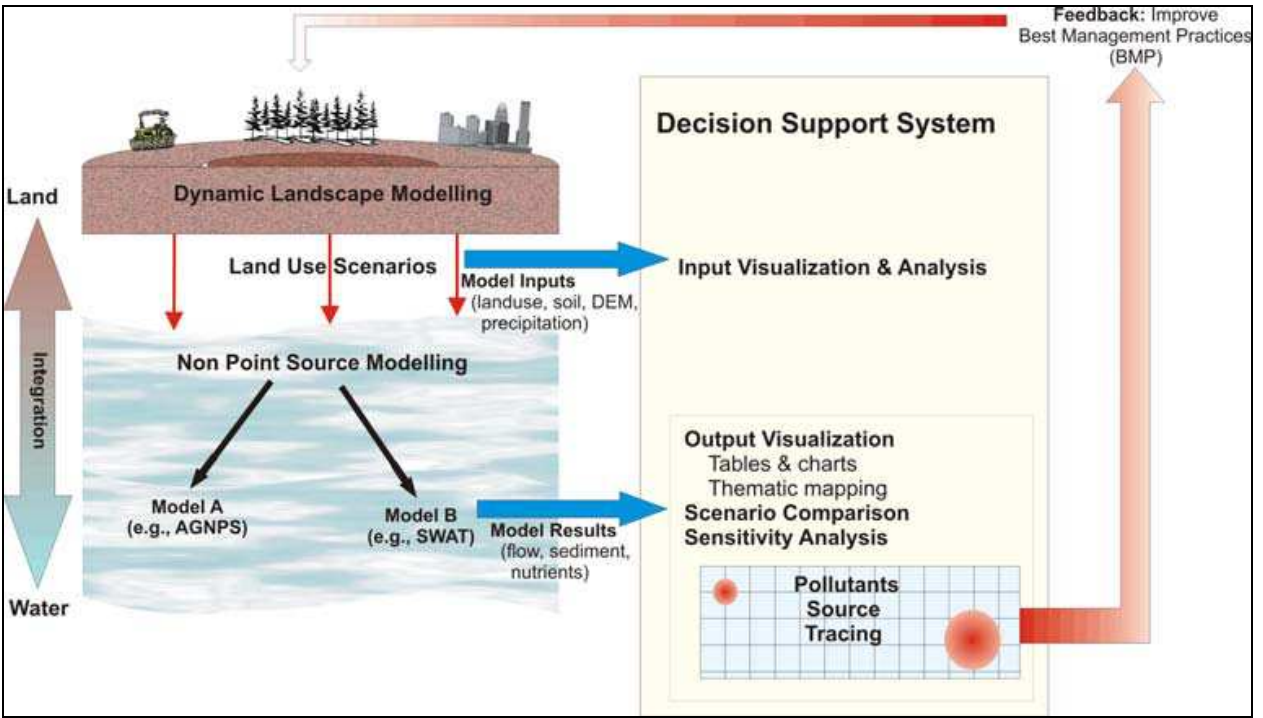 Feedback: Improve
Best Management Practices
(BMP)
Decision Support System
Land
Dynamic Landscape Modelling
Land Use Scenarios
Model Inputs
(landuse, soil, DEM,
precipitation)
Input Visualization & Analysis
Integration
Non Point Source Modelling
Model A
(e.g., AGNPS)
Model B
(e.g., SWAT)
Model Results
(flow, sediment,
nutrients)
Output Visualization
Tables & charts
Thematic mapping
Scenario Comparison
Sensitivity Analysis
Pollutants
Source
Tracing
Water